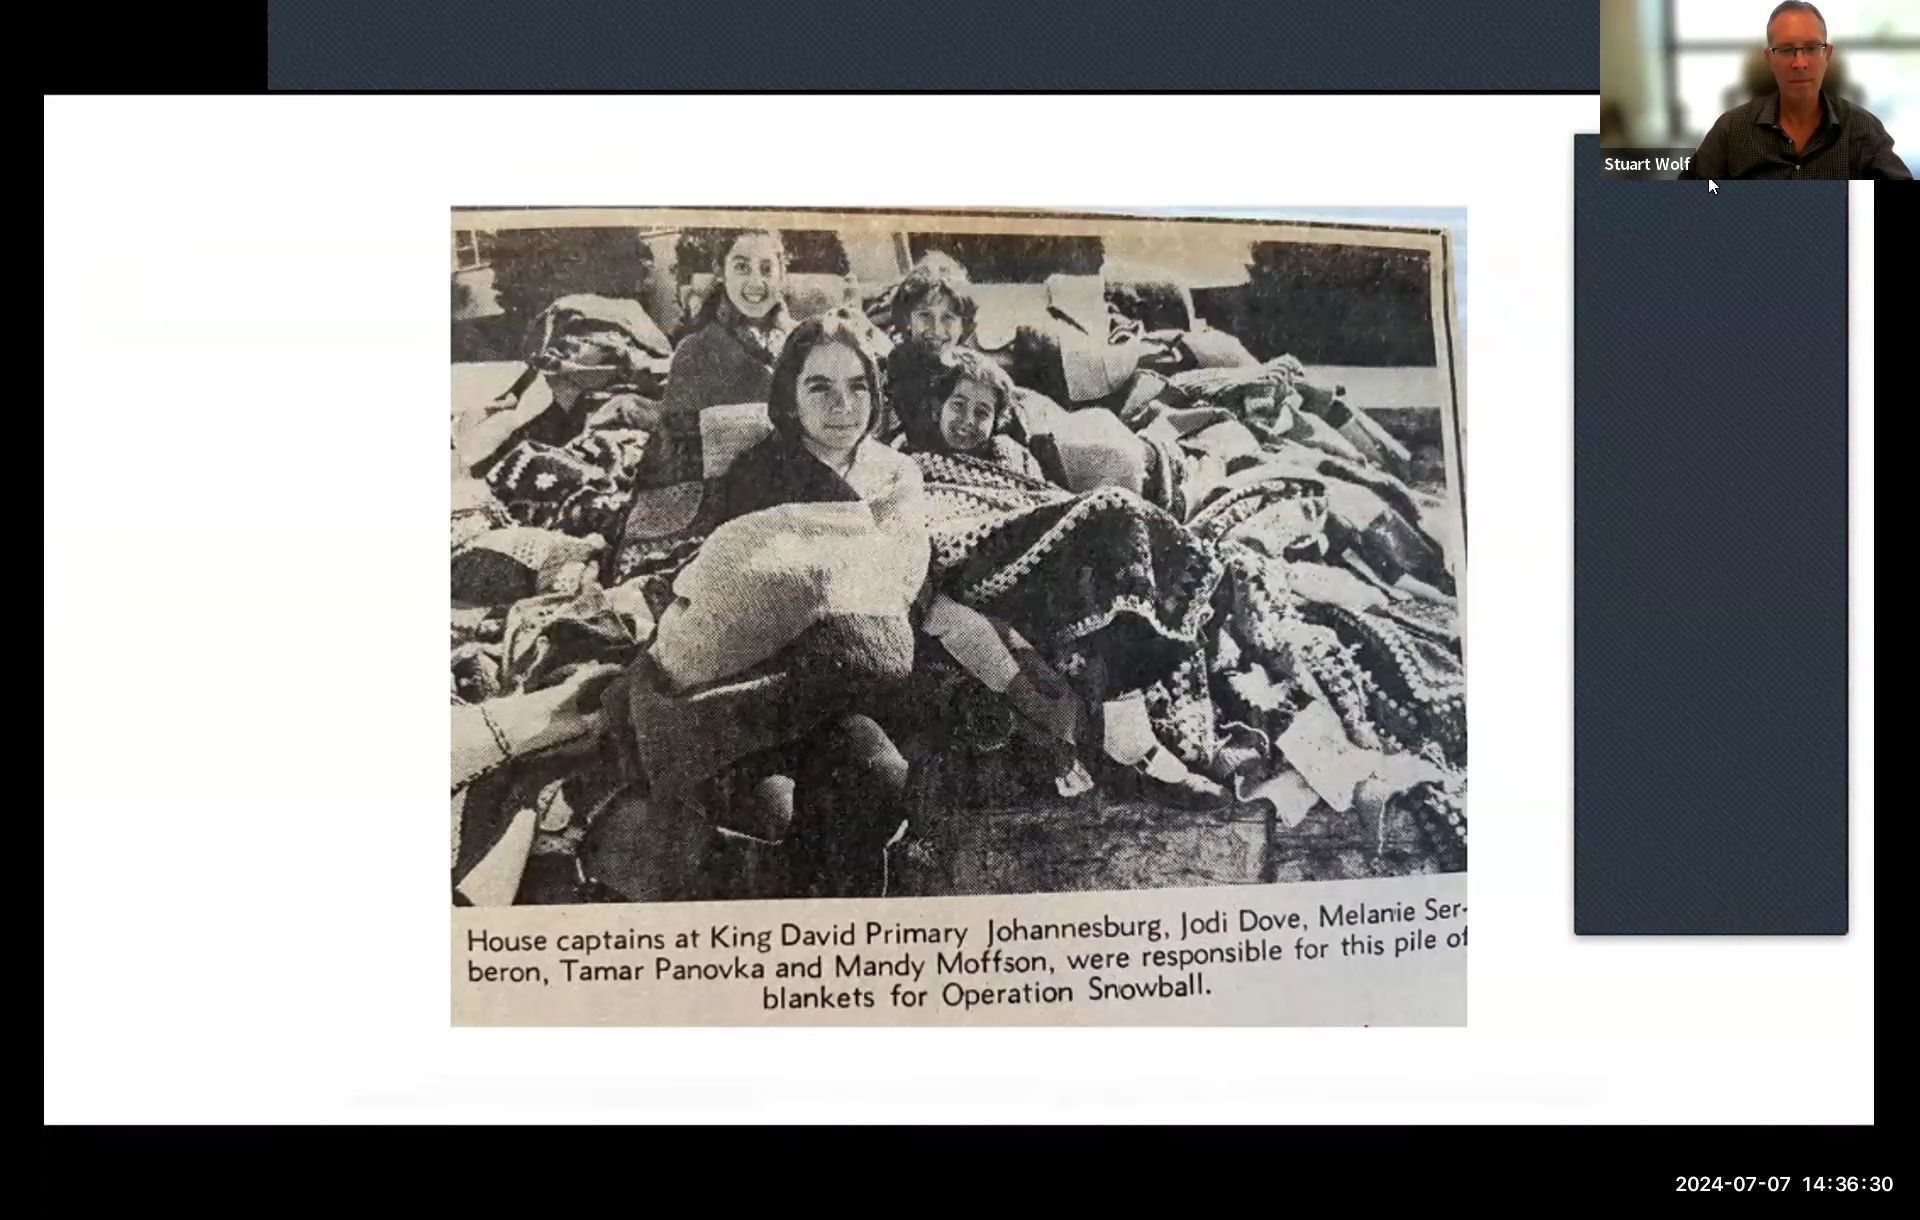 Stuart Wolf
House captains at King David Primary Johannesburg, Jodi Dove, Melanie Ser-
beron, Tamar Panovka and Mandy Moffson, were responsible for this pile of
blankets for Operation Snowball.
2024-07-07 14:36:30